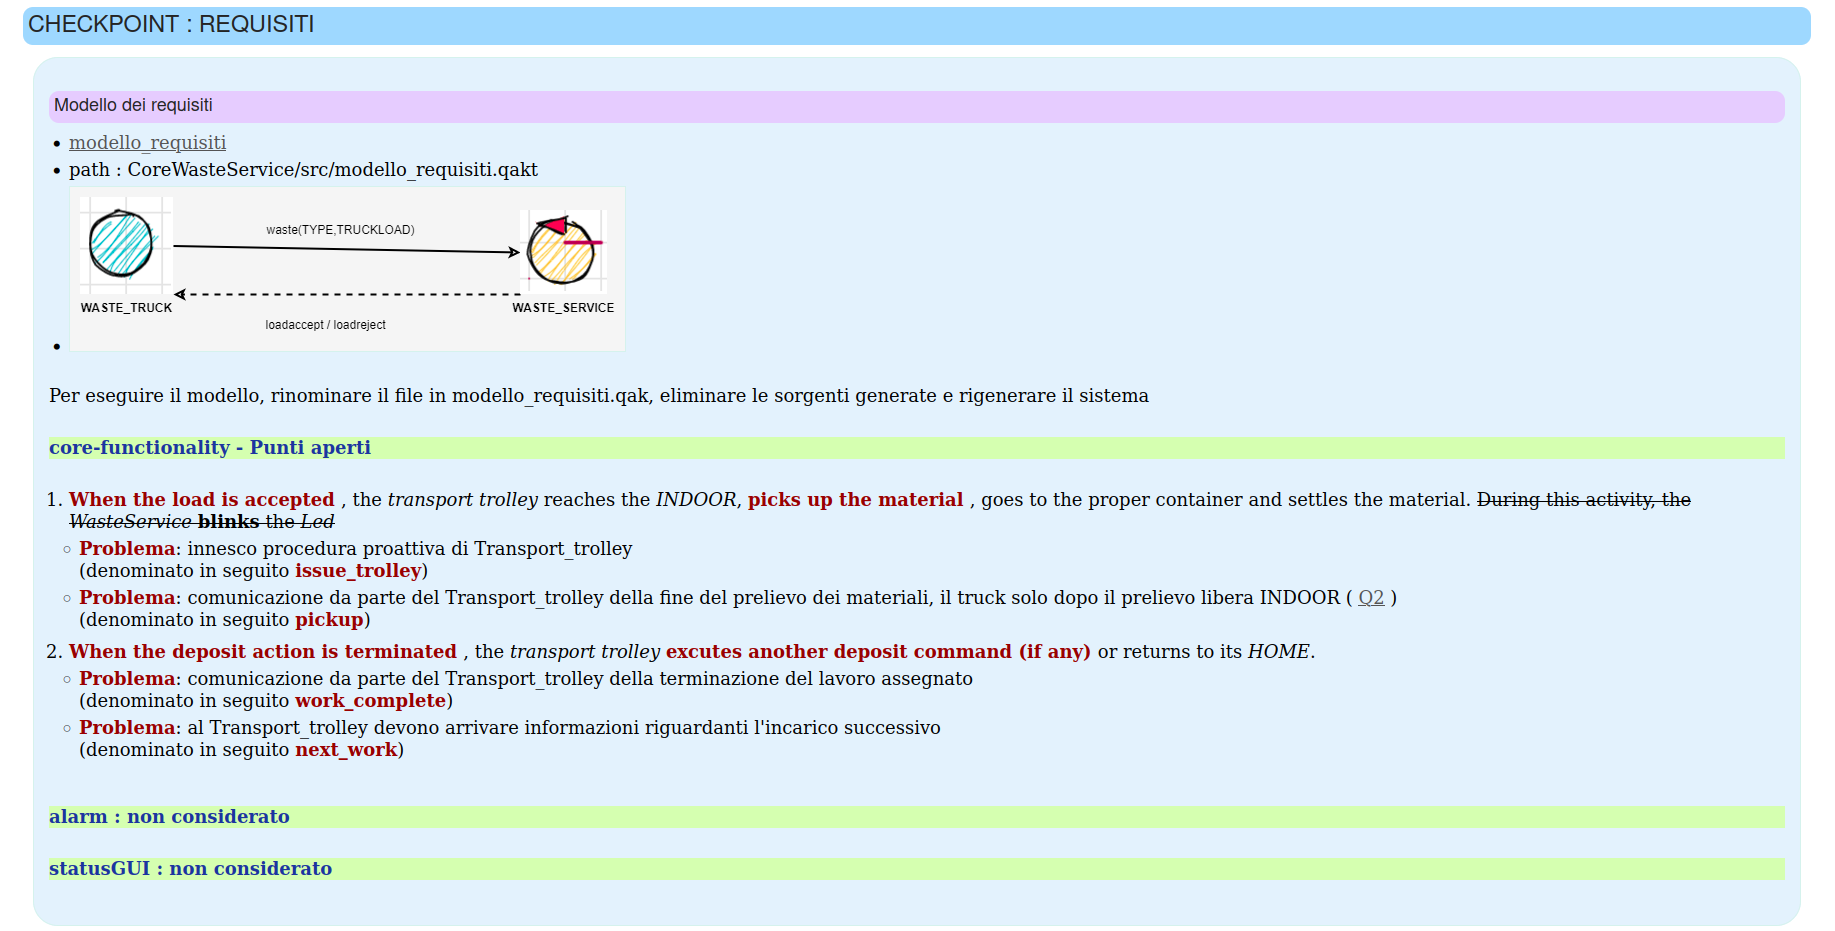 CHECKPOINT : REQUISITI
Modello dei requisiti
modello_requisiti
path : CoreWasteService/src/modello_requisiti.qakt
waste(TYPE,TRUCKLOAD)
WASTE_TRUCK
WASTE_SERVICE
loadaccept / loadreject
Per eseguire il modello, rinominare il file in modello_requisiti.qak, eliminare le sorgenti generate e rigenerare il sistema
core-functionality - Punti aperti
1. When the load is accepted , the transport trolley reaches the INDOOR, picks up the material , goes to the proper container and settles the material. During this activity, the
WasteService blinks the Led
Problema: innesco procedura proattiva di Transport_trolley
(denominato in seguito issue_trolley)
Problema: comunicazione da parte del Transport_trolley della fine del prelievo dei materiali, il truck solo dopo il prelievo libera INDOOR ( Q2 )
(denominato in seguito pickup)
2. When the deposit action is terminated , the transport trolley excutes another deposit command (if any) or returns to its HOME.
Problema: comunicazione da parte del Transport_trolley della terminazione del lavoro assegnato
(denominato in seguito work_complete)
Problema: al Transport_trolley devono arrivare informazioni riguardanti l'incarico successivo
(denominato in seguito next_work)
alarm : non considerato
statusGUI : non considerato